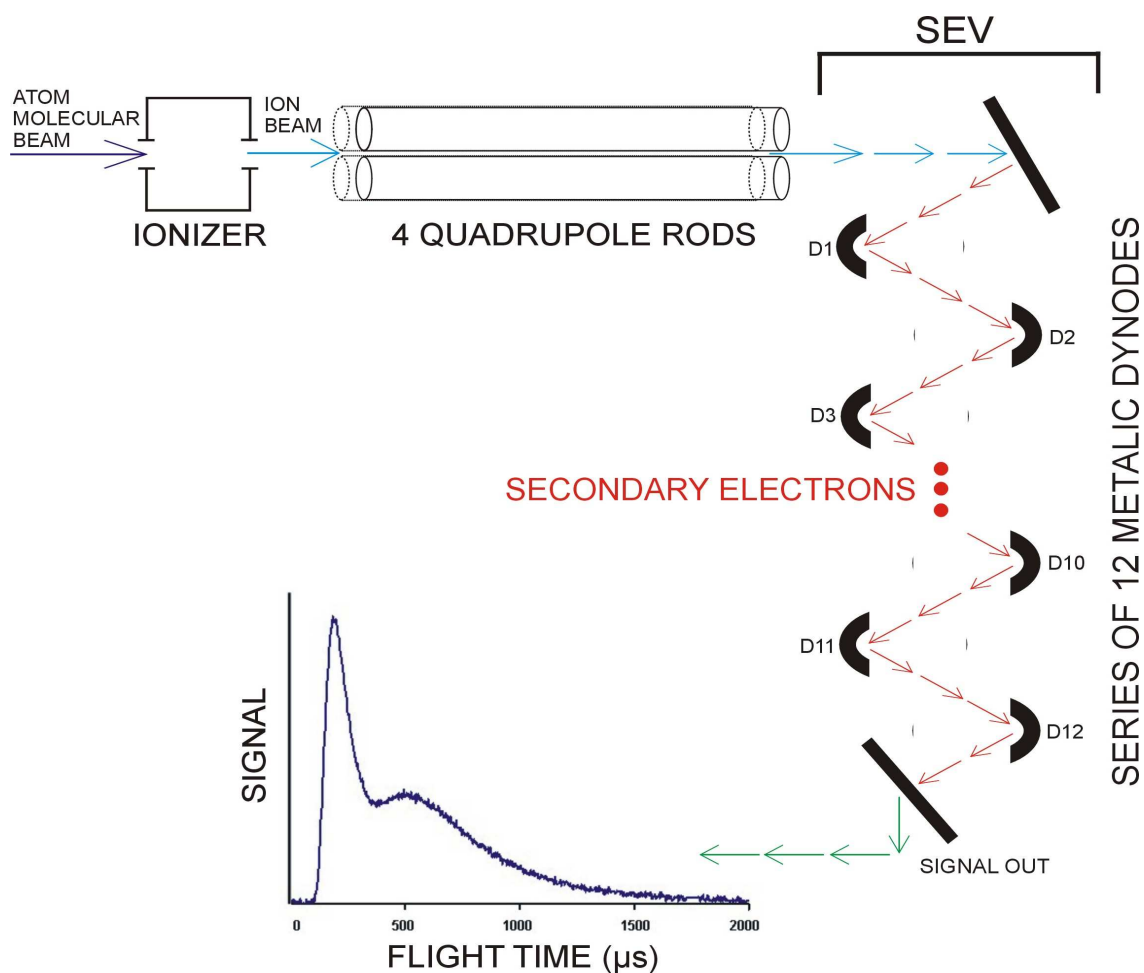 SEV
ATOM
MOLECULAR
BEAM
ION
BEAM
IONIZER
4 QUADRUPOLE RODS
D1
D2
D3
SECONDARY ELECTRONS
D10
D11
D12
SERIES OF 12 METALIC DYNODES
SIGNAL OUT
SIGNAL
0 500 1000 1500 2000
FLIGHT TIME (µs)